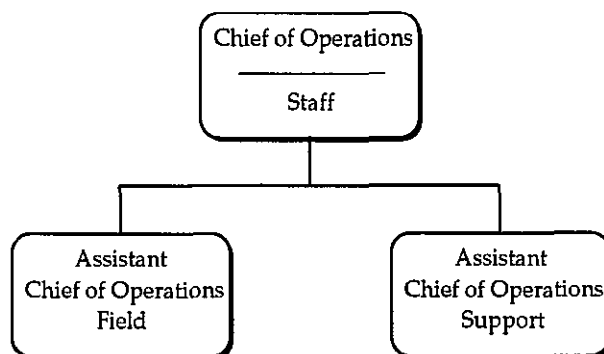 Chief of Operations
Staff
Assistant
Chief of Operations
Field
Assistant
Chief of Operations
Support